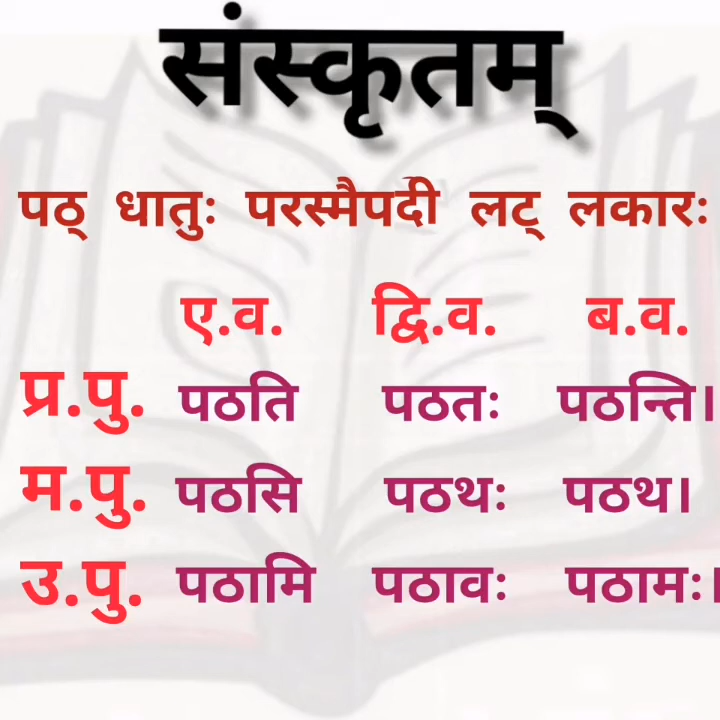 संस्कृतम्
पठ् धातुः परस्मैपदी लट् लकारः
ए.व. द्वि.व. ब.व.
प्र.पु. पठति पठतः पठन्ति।
म.पु. पठसि पठथः पठथ।
उ.पु. पठामि पठावः पठामः।